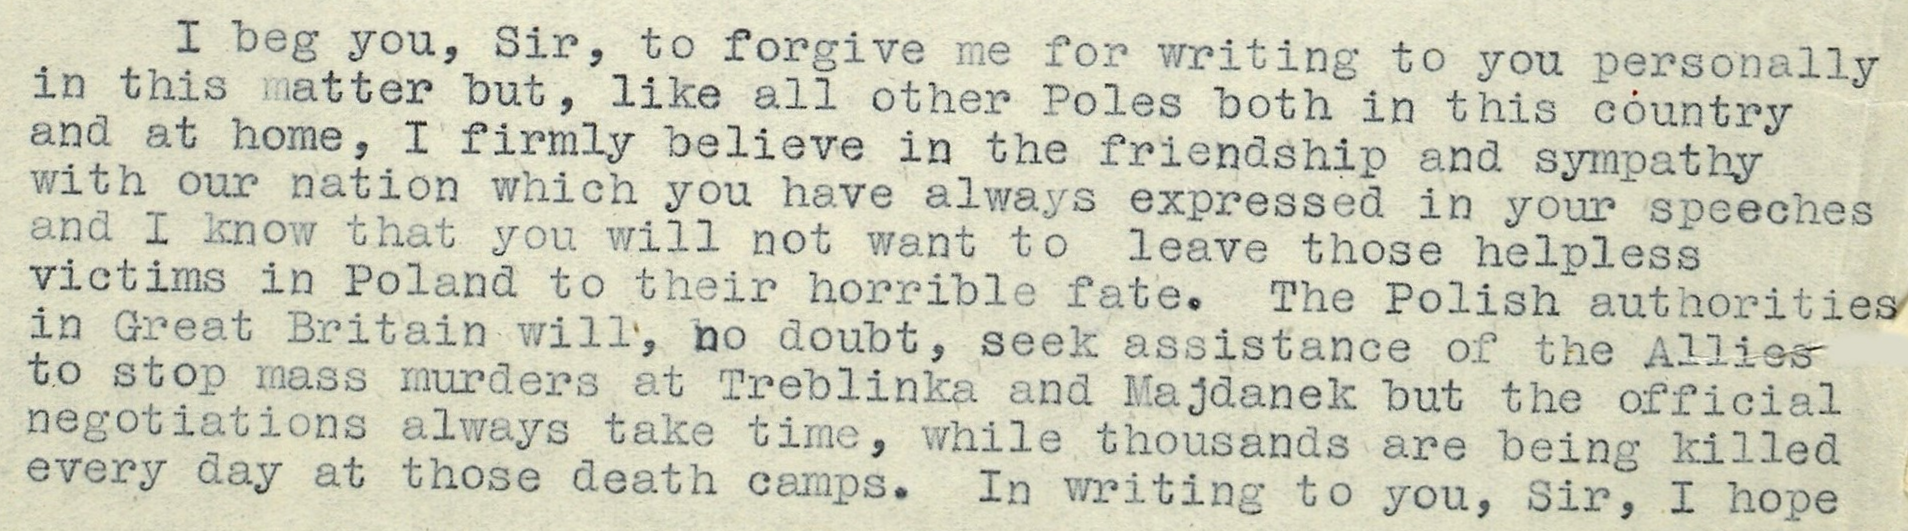 I beg you, Sir, to forgive me for writing to you personally
in this matter but, like all other Poles both in this country
and at home, I firmly believe in the friendship and sympathy
with our nation which you have always expressed in your speeches
and I know that you will not want to leave those helpless
victims in Poland to their horrible fate. The Polish authorities
in Great Britain will, no doubt, seek assistance of the Allies
to stop mass murders at Treblinka and Majdanek but the official
negotiations always take time, while thousands are being killed
every day at those death camps. In writing to you, Sir, I hope